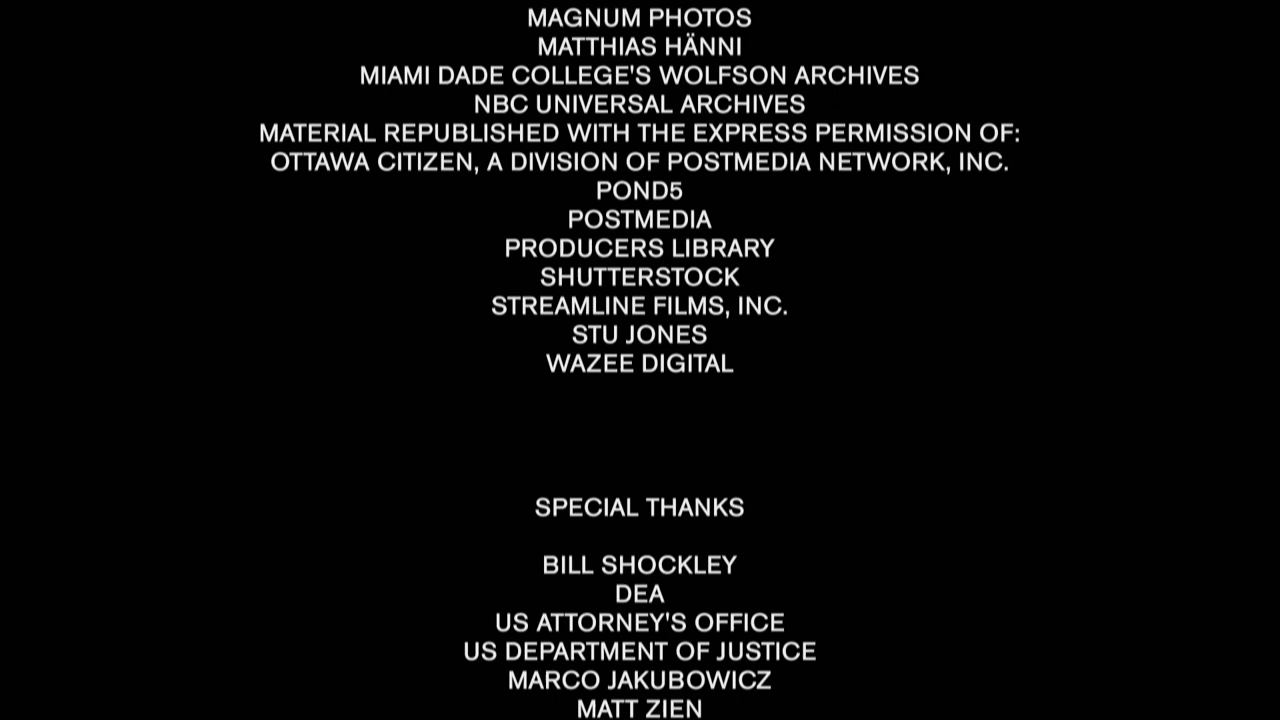 MAGNUM PHOTOS
MATTHIAS HÄNNI
MIAMI DADE COLLEGE'S WOLFSON ARCHIVES
NBC UNIVERSAL ARCHIVES
MATERIAL REPUBLISHED WITH THE EXPRESS PERMISSION OF:
OTTAWA CITIZEN, A DIVISION OF POSTMEDIA NETWORK, INC.
POND5
POSTMEDIA
PRODUCERS LIBRARY
SHUTTERSTOCK
STREAMLINE FILMS, INC.
STU JONES
WAZEE DIGITAL
SPECIAL THANKS
BILL SHOCKLEY
DEA
US ATTORNEY'S OFFICE
US DEPARTMENT OF JUSTICE
MARCO JAKUBOWICZ
MATT ZIEN